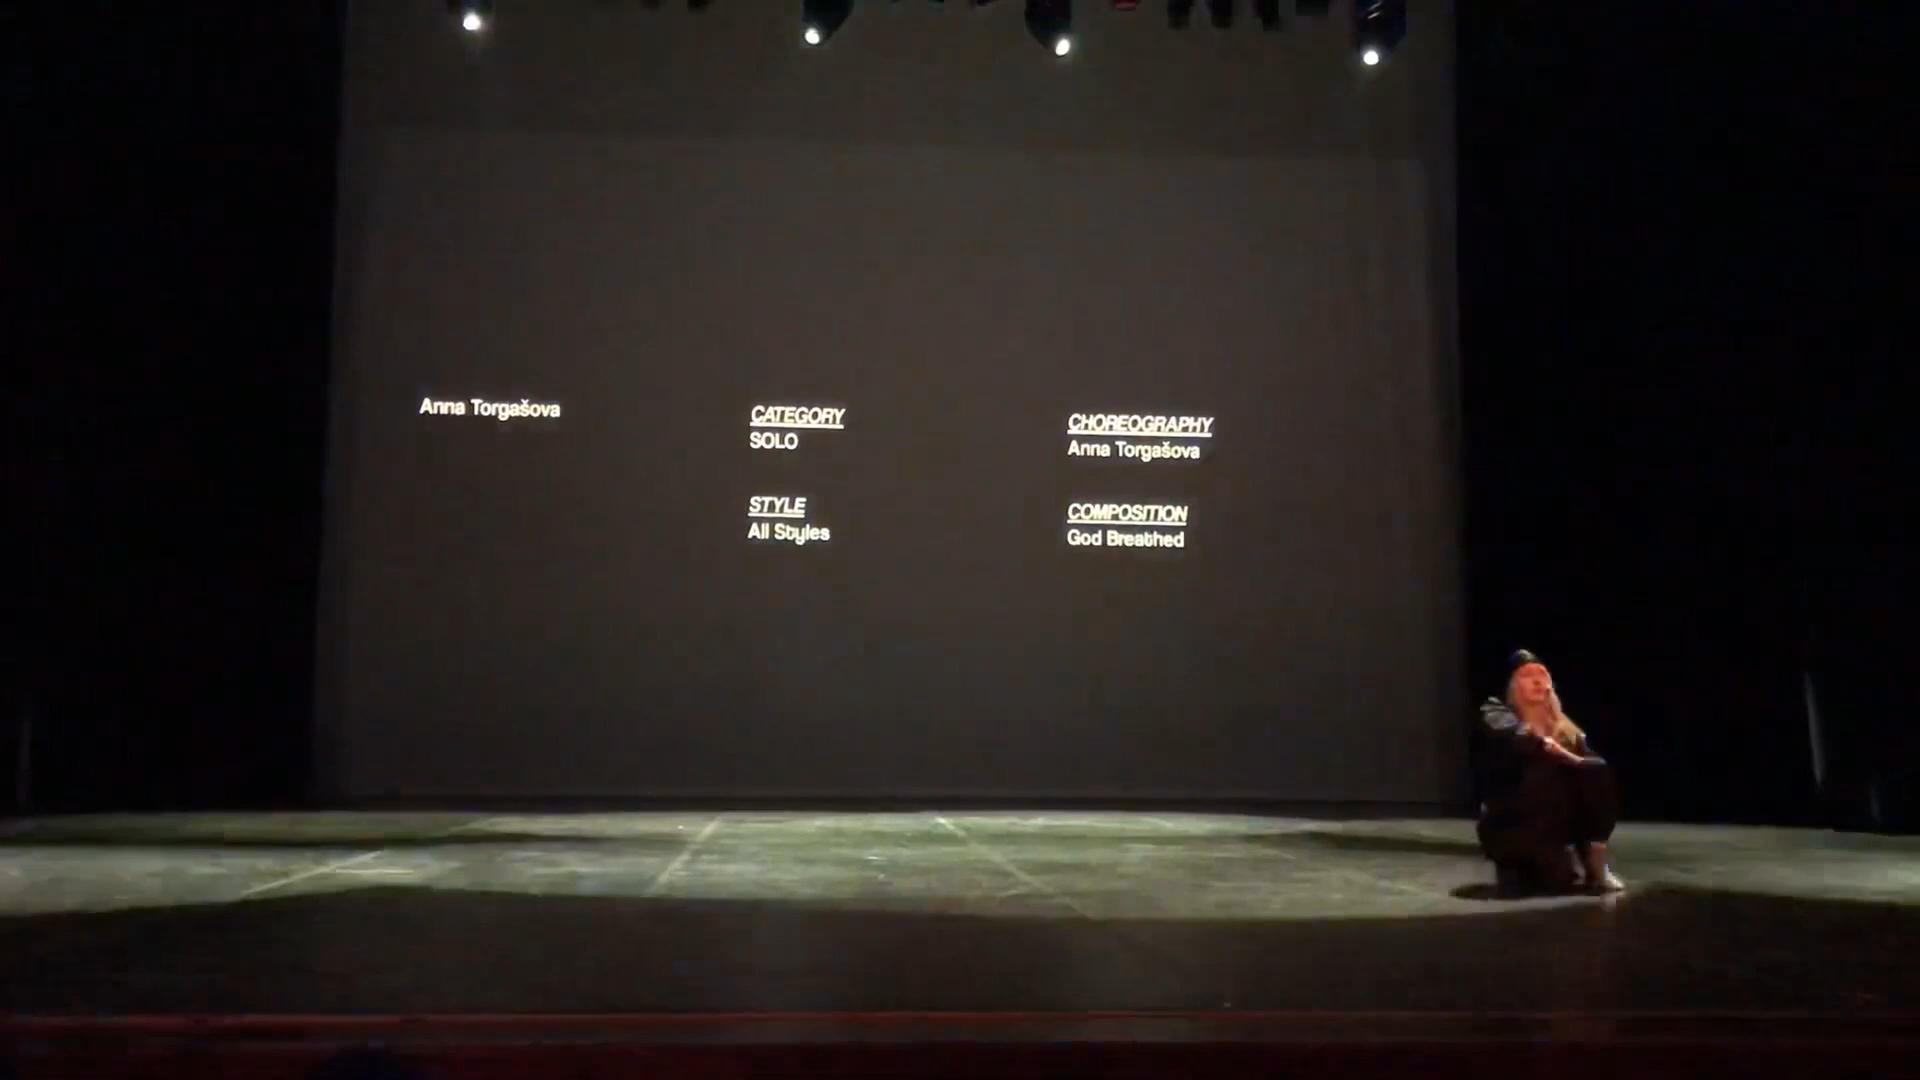 Anna Torgašova
CATEGORY
SOLO
STYLE
All Styles
CHOREOGRAPHY
Anna Torgašova
COMPOSITION
God Breathed